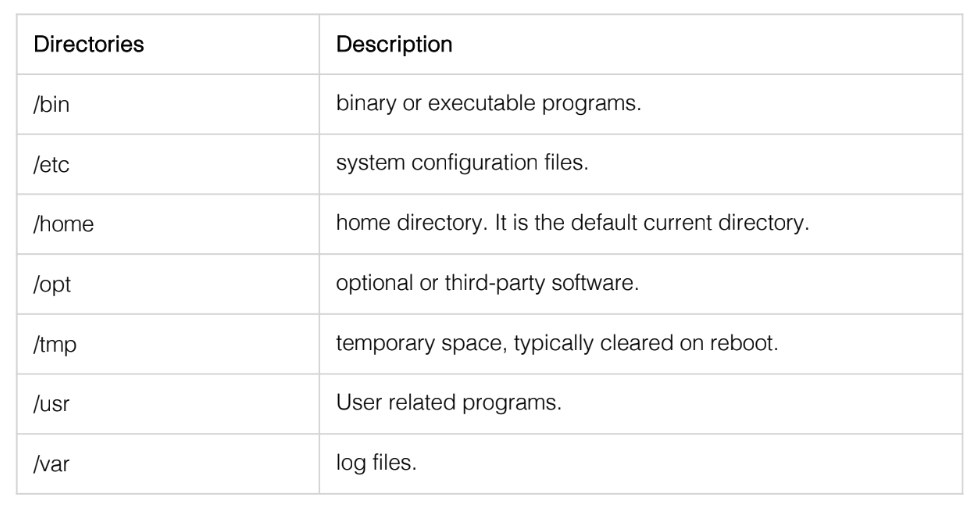 Directories Description
/bin binary or executable programs.
/etc system configuration files.
/home home directory. It is the default current directory.
/opt optional or third-party software.
/tmp temporary space, typically cleared on reboot.
/usr User related programs.
/var log files.